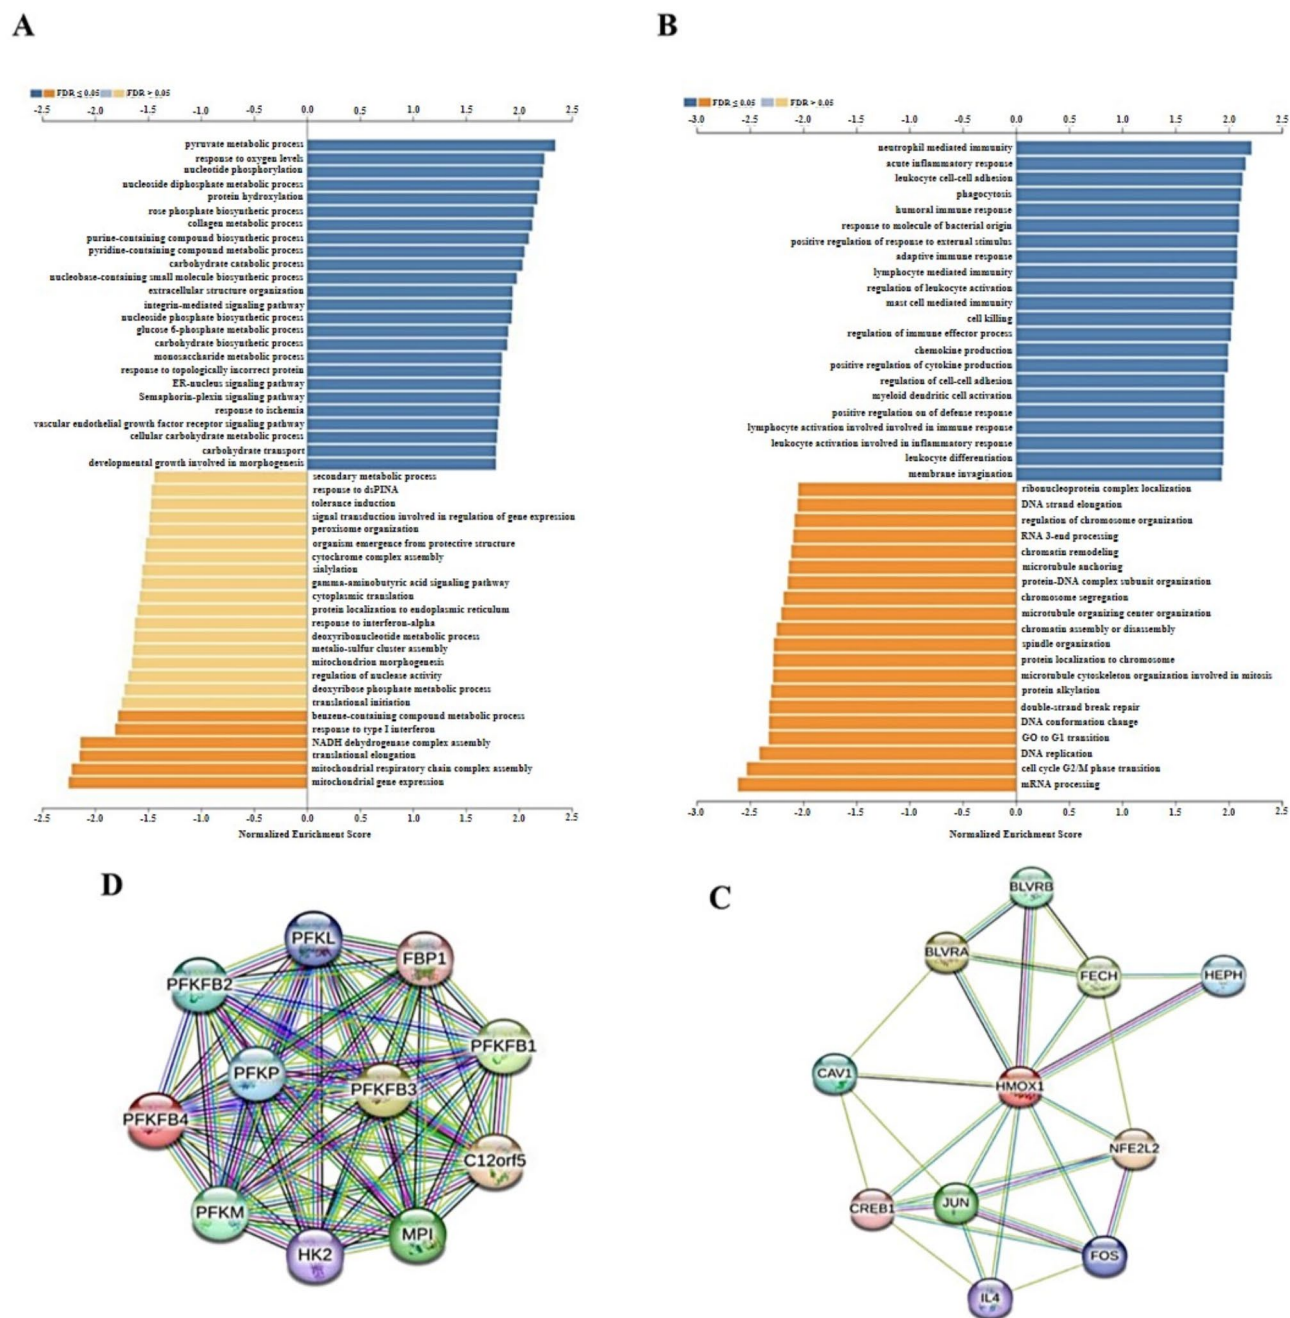 A
FDR ≤ 0.05 FDR > 0.05
-2.5 -2.0 -1.5 -1.0 -0.5 0.0 0.5 1.0 1.5 2.0 2.5
pyruvate metabolic process
response to oxygen levels
nucleotide phosphorylation
nucleoside diphosphate metabolic process
protein hydroxylation
rose phosphate biosynthetic process
collagen metabolic process
purine-containing compound biosynthetic process
pyridine-containing compound metabolic process
carbohydrate catabolic process
nucleobase-containing small molecule biosynthetic process
extracellular structure organization
integrin-mediated signaling pathway
nucleoside phosphate biosynthetic process
glucose 6-phosphate metabolic process
carbohydrate biosynthetic process
monosaccharide metabolic process
response to topologically incorrect protein
ER-nucleus signaling pathway
Semaphorin-plexin signaling pathway
response to ischemia
vascular endothelial growth factor receptor signaling pathway
cellular carbohydrate metabolic process
carbohydrate transport
developmental growth involved in morphogenesis
secondary metabolic process
response to dsPINA
tolerance induction
signal transduction involved in regulation of gene expression
peroxisome organization
organism emergence from protective structure
cytochrome complex assembly
sialylation
gamma-aminobutyric acid signaling pathway
cytoplasmic translation
protein localization to endoplasmic reticulum
response to interferon-alpha
deoxyribonucleotide metabolic process
metalio-sulfur cluster assembly
mitochondrion morphogenesis
regulation of nuclease activity
deoxyribose phosphate metabolic process
translational initiation
benzene-containing compound metabolic process
response to type I interferon
NADH dehydrogenase complex assembly
translational elongation
mitochondrial respiratory chain complex assembly
mitochondrial gene expression
-2.5 -2.0 -1.5 -1.0 -0.5 0.0 0.5 1.0 1.5 2.0 2.5
Normalized Enrichment Score
B
FDR ≤ 0.05 FDR > 0.05
-3.0 -2.5 -2.0 -1.5 -1.0 -0.5 0.0 0.5 1.0 1.5 2.0 2.5
neutrophil mediated immunity
acute inflammatory response
leukocyte cell-cell adhesion
phagocytosis
humoral immune response
response to molecule of bacterial origin
positive regulation of response to external stimulus
adaptive immune response
lymphocyte mediated immunity
regulation of leukocyte activation
mast cell mediated immunity
cell killing
regulation of immune effector process
chemokine production
positive regulation of cytokine production
regulation of cell-cell adhesion
myeloid dendritic cell activation
positive regulation on of defense response
lymphocyte activation involved involved in immune response
leukocyte activation involved in inflammatory response
leukocyte differentiation
membrane invagination
ribonucleoprotein complex localization
DNA strand elongation
regulation of chromosome organization
RNA 3-end processing
chromatin remodeling
microtubule anchoring
protein-DNA complex subunit organization
chromosome segregation
microtubule organizing center organization
chromatin assembly or disassembly
spindle organization
protein localization to chromosome
microtubule cytoskeleton organization involved in mitosis
protein alkylation
double-strand break repair
DNA conformation change
GO to G1 transition
DNA replication
cell cycle G2/M phase transition
mRNA processing
-3.0 -2.5 -2.0 -1.5 -1.0 -0.5 0.0 0.5 1.0 1.5 2.0 2.5
Normalized Enrichment Score
D
PFKL
FBP1
PFKFB2
PFKFB1
PFKP
PFKFB3
PFKFB4
C12orf5
PFKM
MPI
HK2
C
BLVRB
BLVRA
FECH
HEPH
CAV1
HMOX1
NFE2L2
CREB1
JUN
FOS
IL4